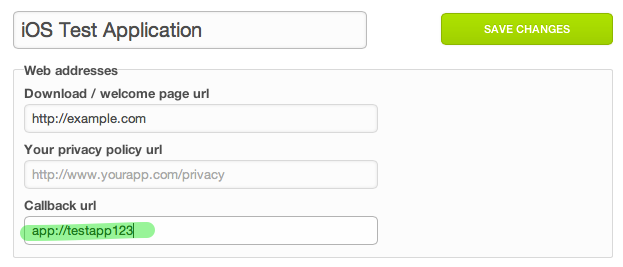 iOS Test Application
SAVE CHANGES
Web addresses
Download / welcome page url
http://example.com
Your privacy policy url
http://www.yourapp.com/privacy
Callback url
app://testapp123